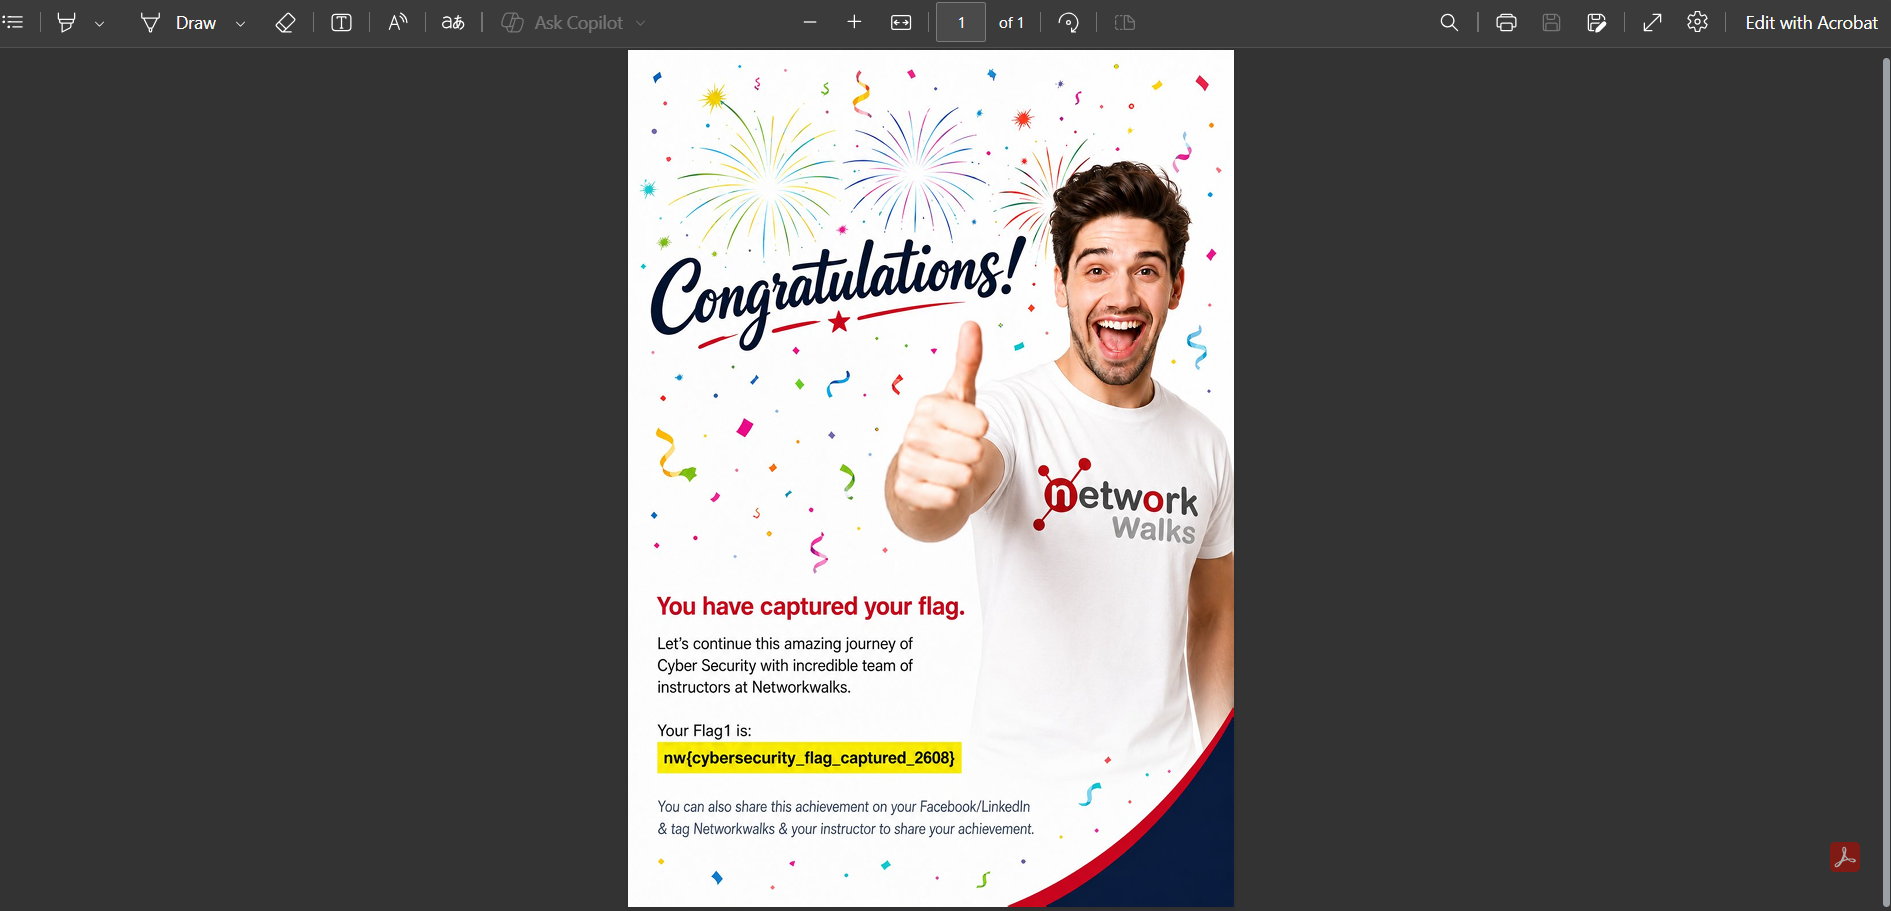 Draw
Ask Copilot
1 of 1
Edit with Acrobat
Congratulations!
network
Walks
You have captured your flag.
Let's continue this amazing journey of
Cyber Security with incredible team of
instructors at Networkwalks.
Your Flag1 is:
nw{cybersecurity_flag_captured_2608}
You can also share this achievement on your Facebook/LinkedIn
& tag Networkwalks & your instructor to share your achievement.